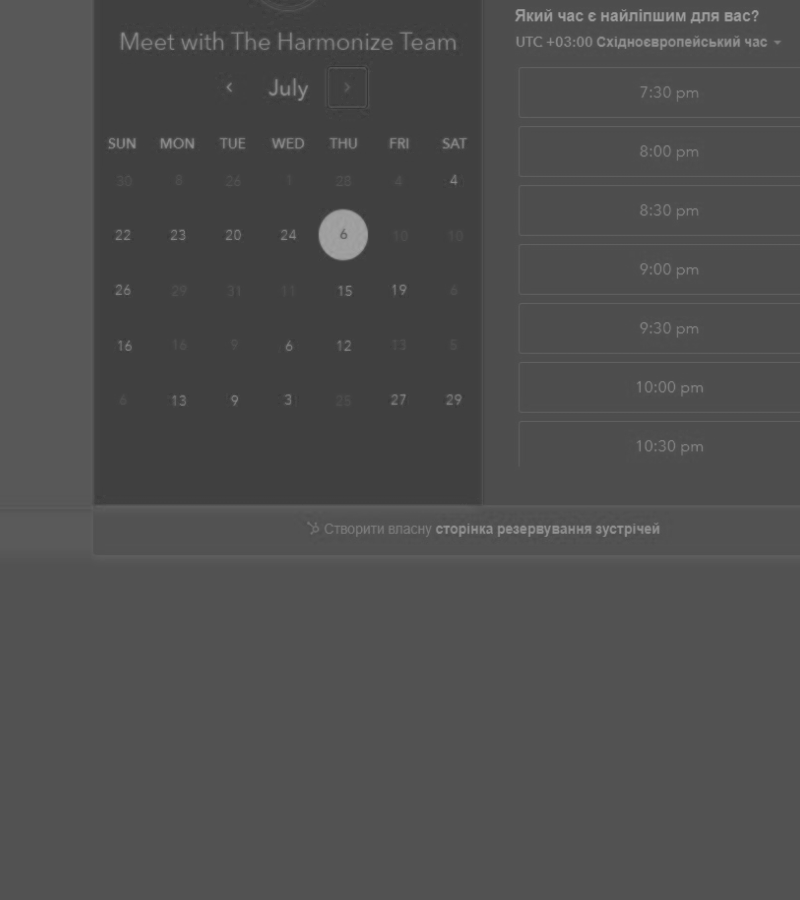 Meet with The Harmonize Team
July
SUN MON TUE WED THU FRI SAT
30 8 26 1 28 4 4
22 23 20 24 6 10 10
26 29 31 11 15 19 6
16 16 9 6 12 13 5
6 13 9 3 25 27 29
Який час є найліпшим для вас?
UTC +03:00 Східноєвропейський час
7:30 pm
8:00 pm
8:30 pm
9:00 pm
9:30 pm
10:00 pm
10:30 pm
Створити власну сторінка резервування зустрічей